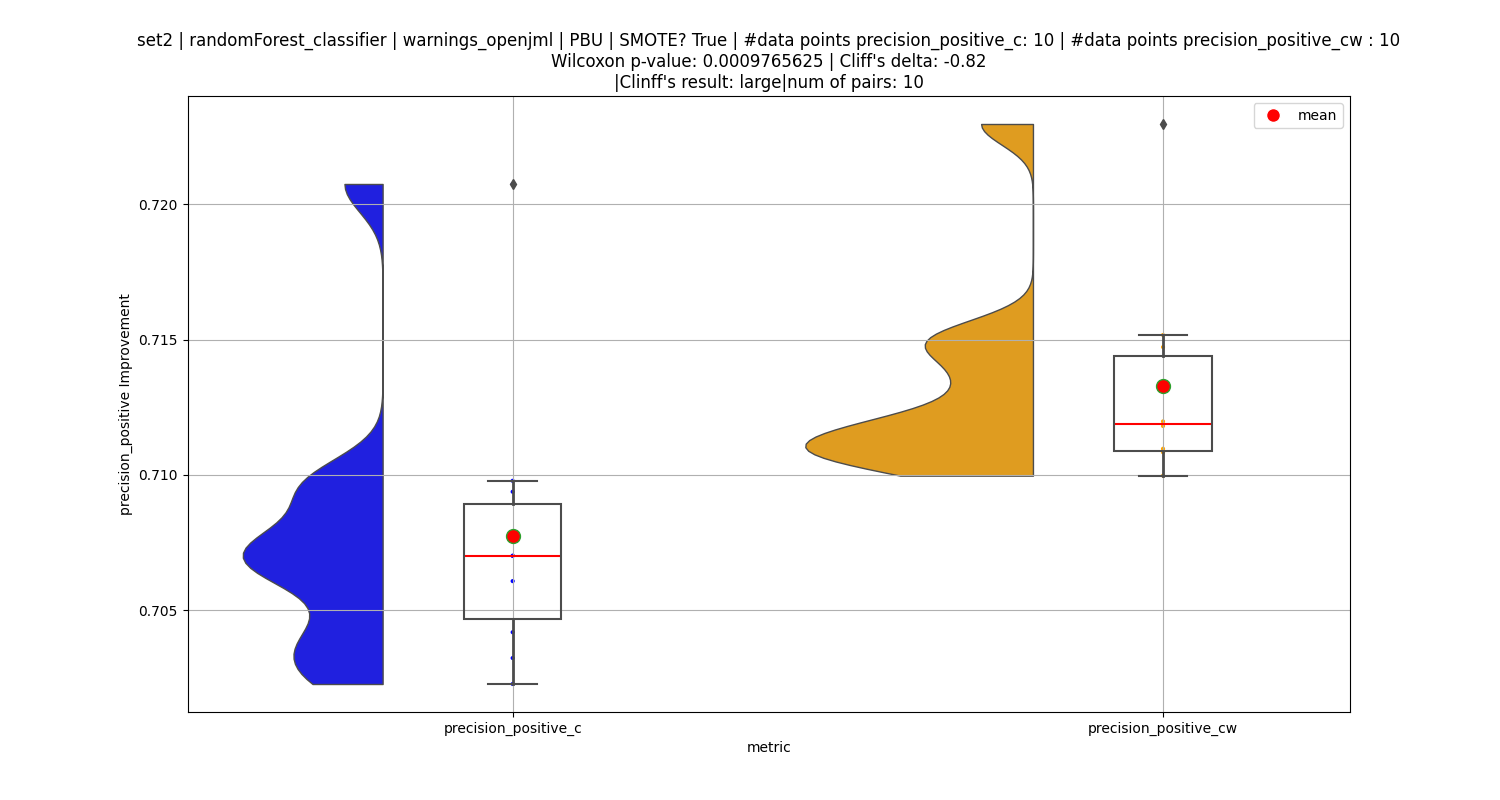 set2 | randomForest_classifier | warnings_openjml | PBU | SMOTE? True | #data points precision_positive_c: 10 | #data points precision_positive_cw : 10
Wilcoxon p-value: 0.0009765625 | Cliff's delta: -0.82
|Clinff's result: large|num of pairs: 10
mean
0.720
0.715
0.710
0.705
precision_positive Improvement
precision_positive_c
precision_positive_cw
metric